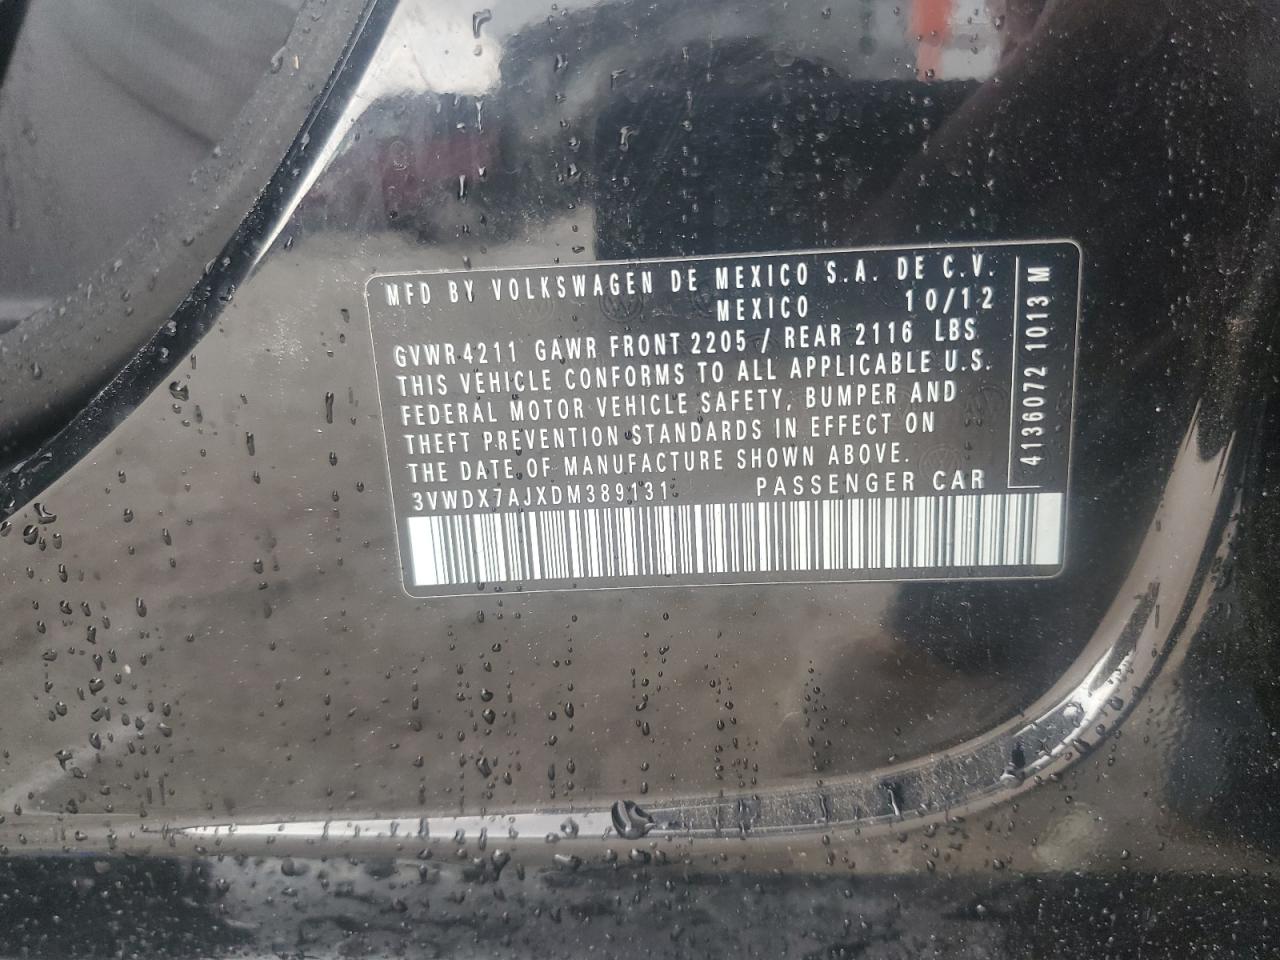 MFD BY VOLKSWAGEN DE MEXICO S.A. DE C.V.
MEXICO 10/12
GVWR 4211 GAWR FRONT 2205 / REAR 2116 LBS
THIS VEHICLE CONFORMS TO ALL APPLICABLE U.S.
FEDERAL MOTOR VEHICLE SAFETY, BUMPER AND
THEFT PREVENTION STANDARDS IN EFFECT ON
THE DATE OF MANUFACTURE SHOWN ABOVE.
3VWDX7AJXDM389131 PASSENGER CAR
4136072 1013 M